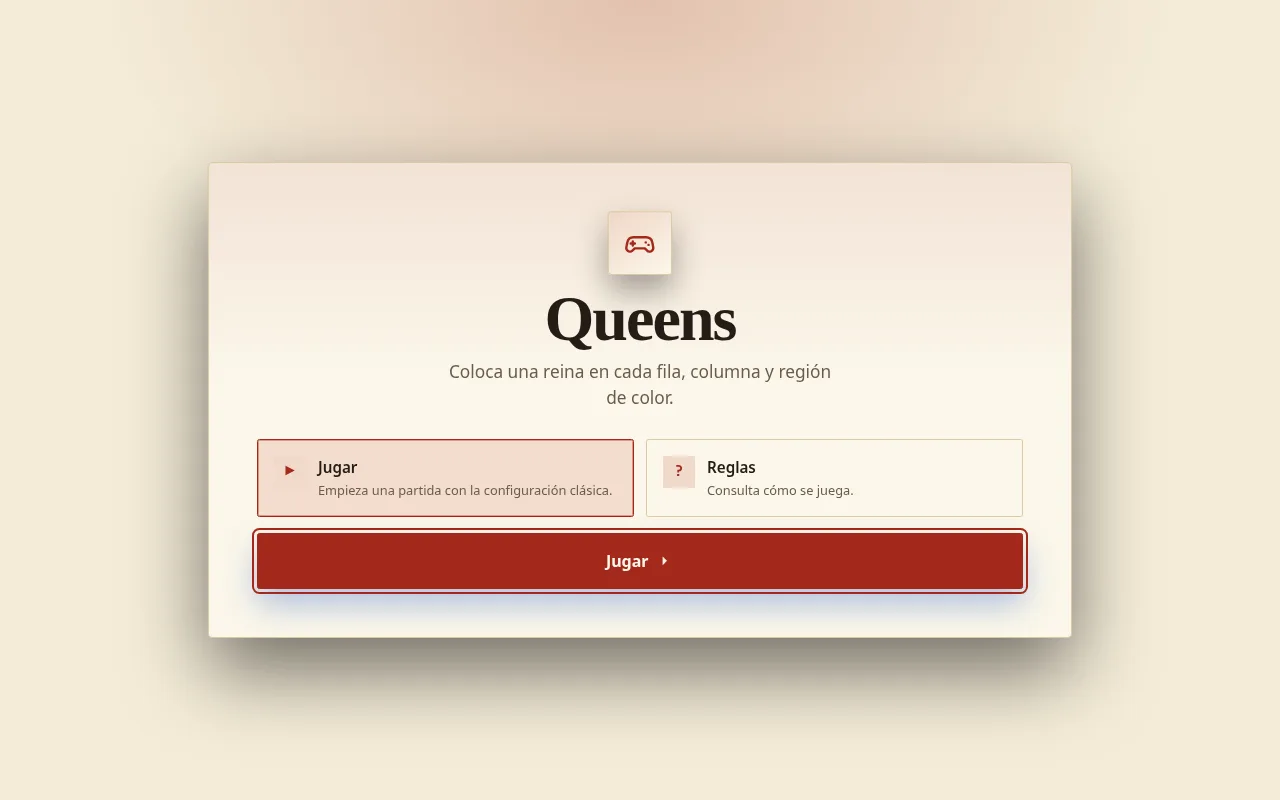 Queens
Coloca una reina en cada fila, columna y región
de color.
Jugar
Empieza una partida con la configuración clásica.
?
Reglas
Consulta cómo se juega.
Jugar